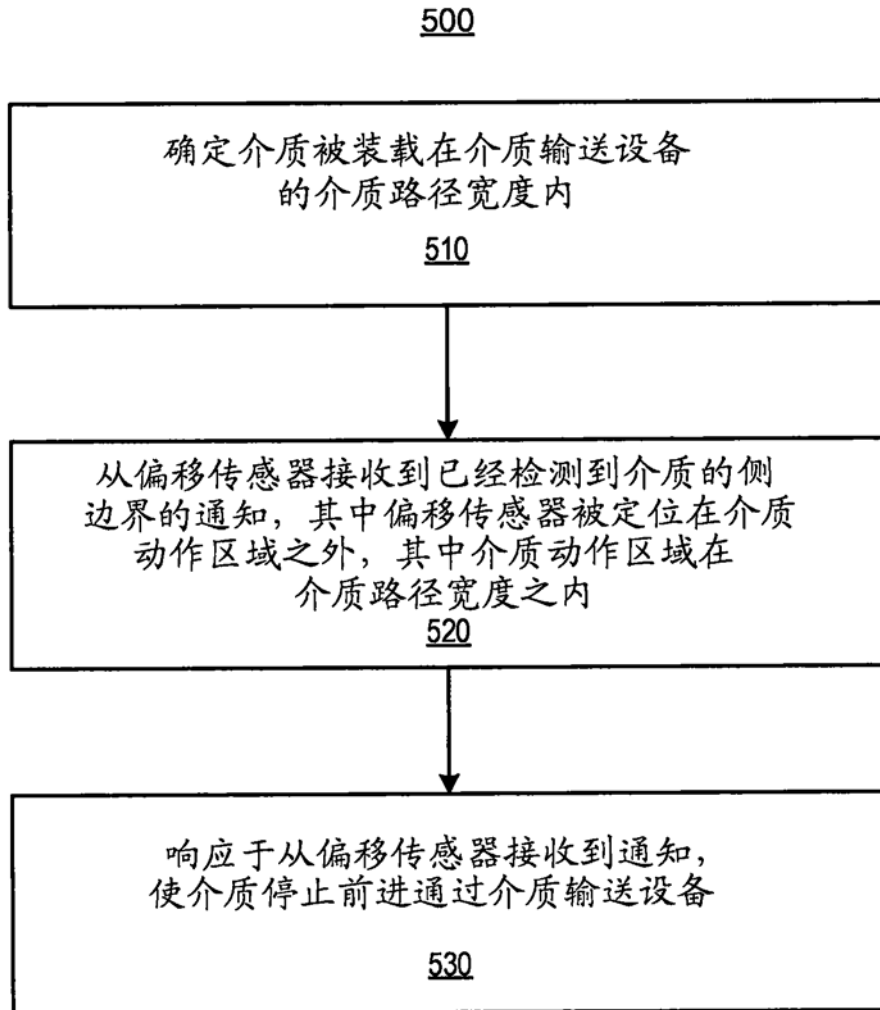 500
确定介质被装载在介质输送设备
的介质路径宽度内
510
从偏移传感器接收到已经检测到介质的侧
边界的通知，其中偏移传感器被定位在介质
动作区域之外，其中介质动作区域在
介质路径宽度之内
520
响应于从偏移传感器接收到通知，
使介质停止前进通过介质输送设备
530